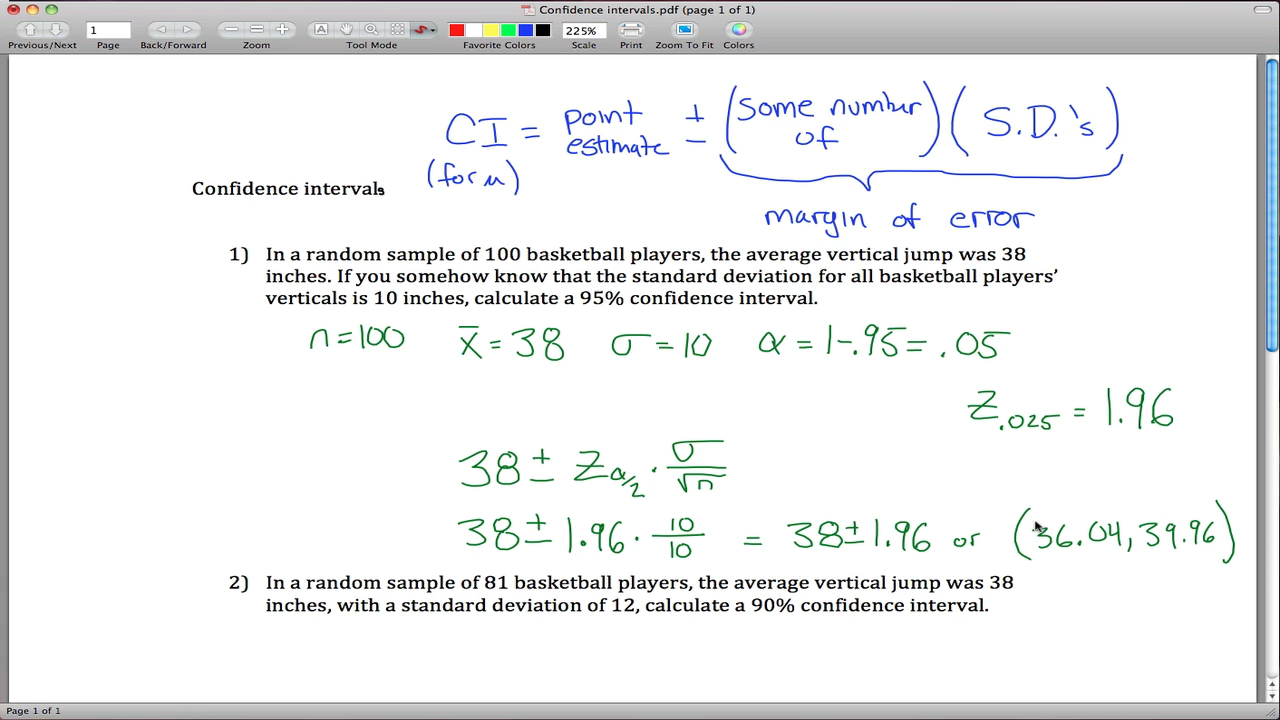 Confidence intervals.pdf (page 1 of 1)
1 A 225%
Previous/Next Page Back/Forward Zoom Tool Mode Favorite Colors Scale Print Zoom To Fit Colors
CI = point estimate ± (some number of) (S.D.'s)
(for μ)
margin of error
Confidence intervals
1) In a random sample of 100 basketball players, the average vertical jump was 38
inches. If you somehow know that the standard deviation for all basketball players'
verticals is 10 inches, calculate a 95% confidence interval.
n=100 x̄=38 σ=10 α=1-.95=.05
Z.025 = 1.96
38 ± Zα/2 · σ/√n
38 ± 1.96 · 10/10 = 38±1.96 or (36.04, 39.96)
2) In a random sample of 81 basketball players, the average vertical jump was 38
inches, with a standard deviation of 12, calculate a 90% confidence interval.
Page 1 of 1